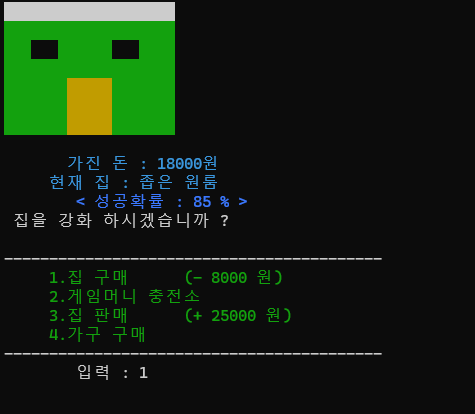 가진 돈 : 18000원
현재 집 : 좁은 원룸
< 성공확률 : 85 % >
집을 강화 하시겠습니까 ?
1.집 구매 (- 8000 원)
2.게임머니 충전소
3.집 판매 (+ 25000 원)
4.가구 구매
입력 : 1